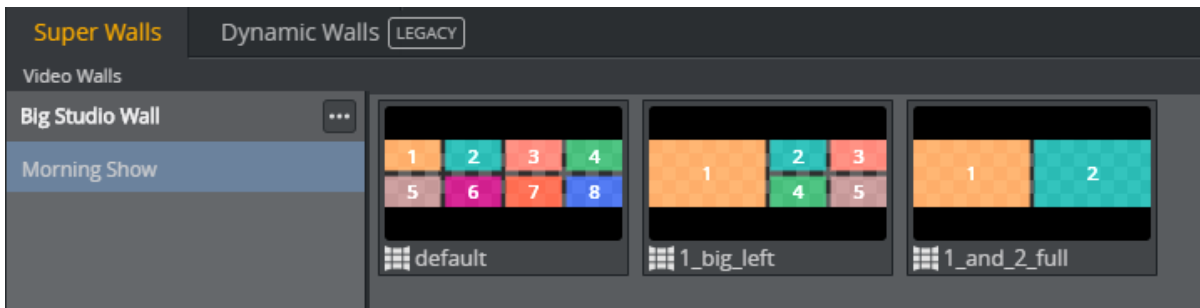 Super Walls Dynamic Walls LEGACY
Video Walls
Big Studio Wall ...
Morning Show
1 2 3 4
5 6 7 8
default
1 2 3
4 5
1_big_left
1 2
1_and_2_full